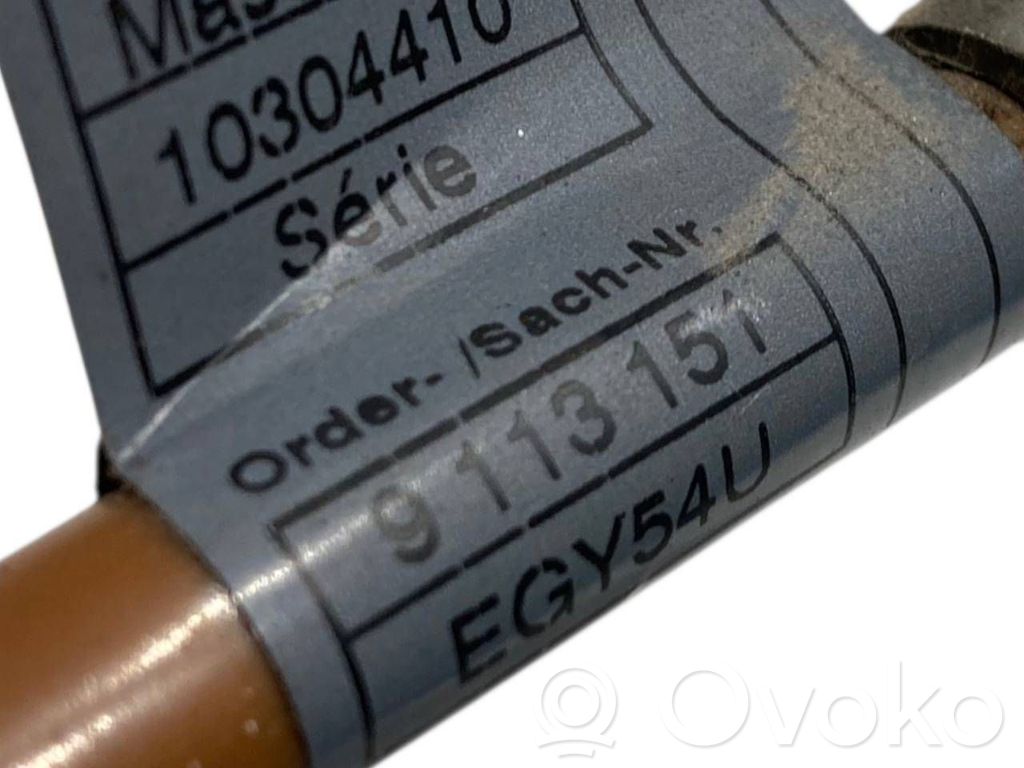 10304410
Série
Order- /Sach-Nr.
9 113 151
EGY54U
Ovoko